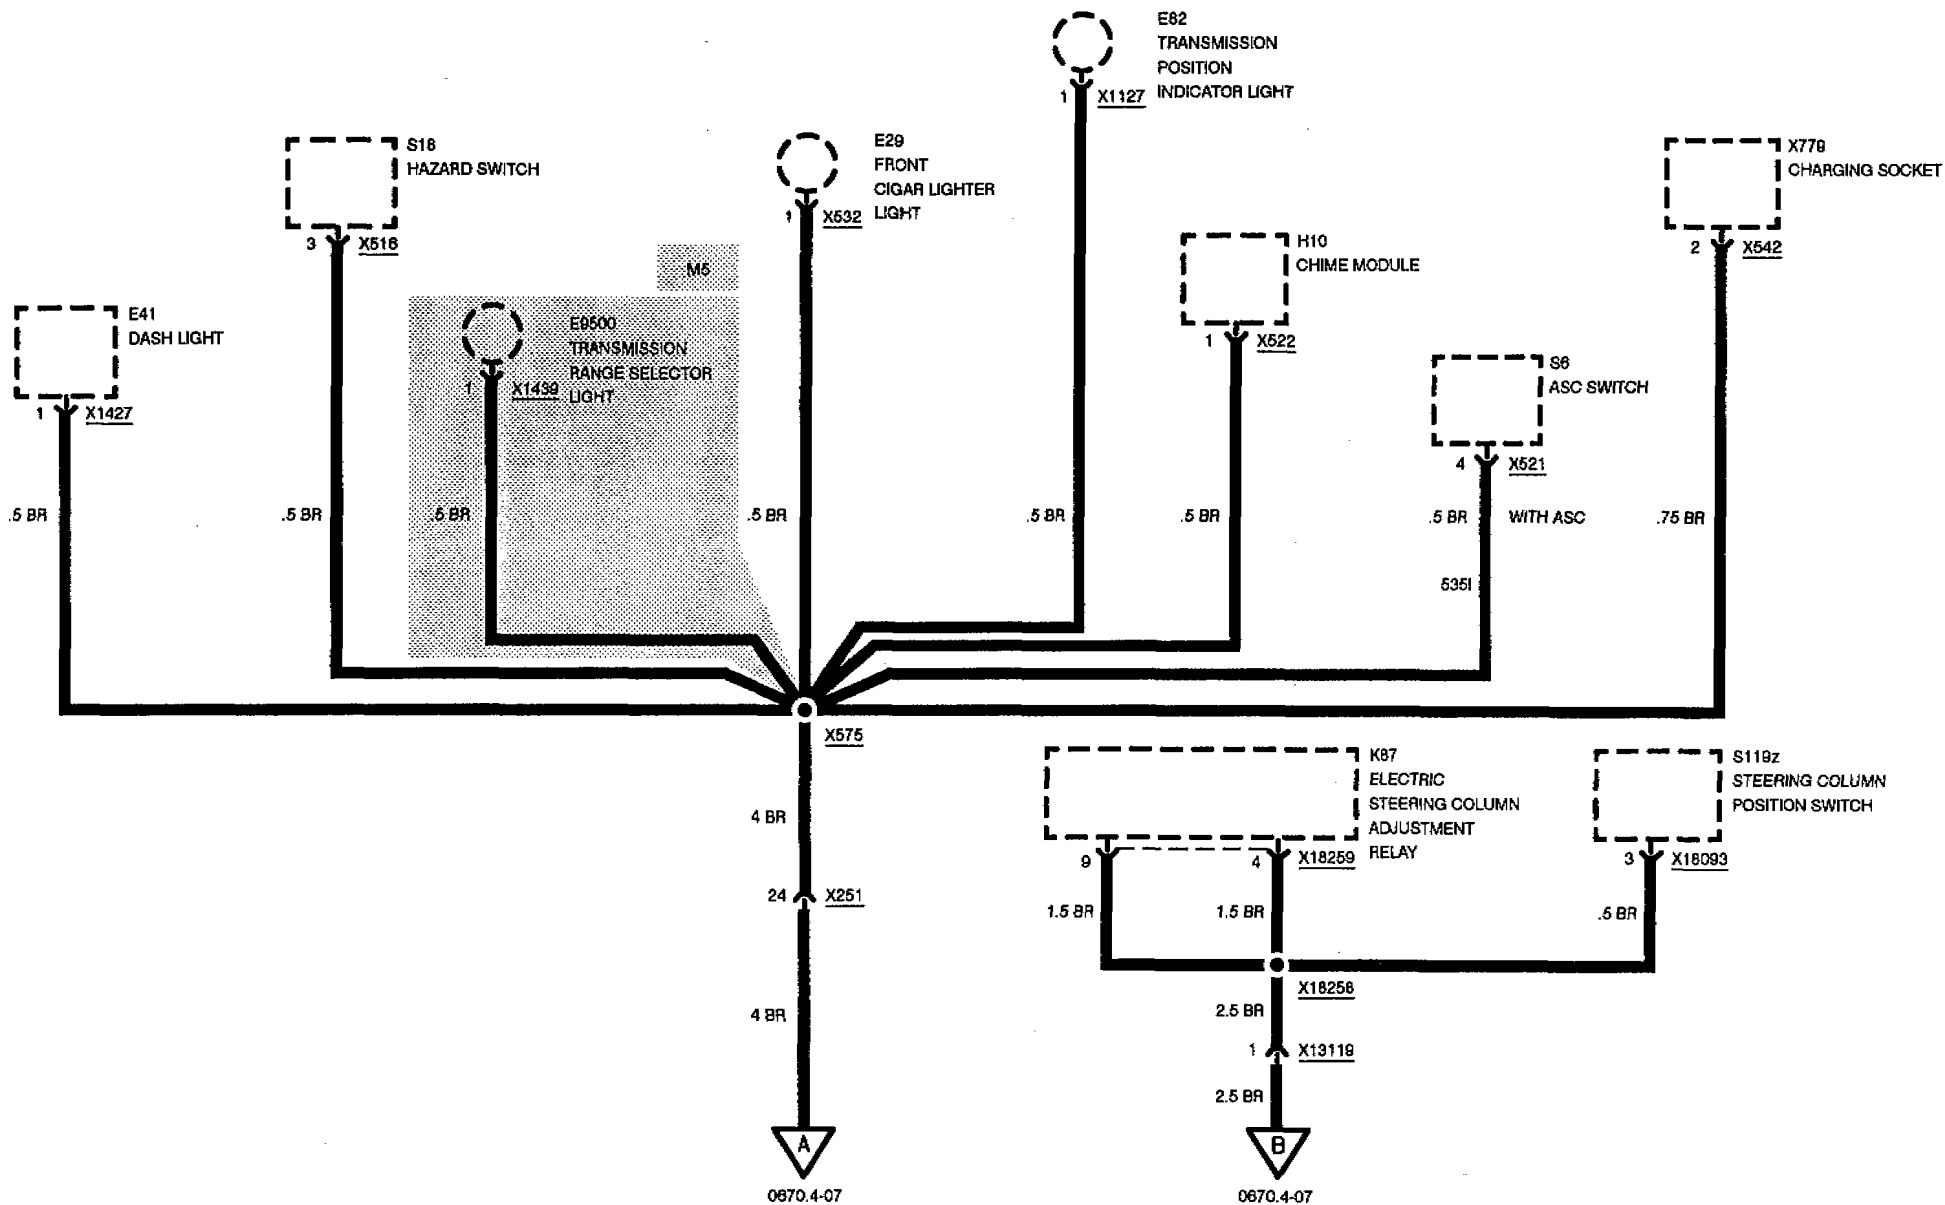 E82
TRANSMISSION
POSITION
INDICATOR LIGHT
1
X1127
S18
HAZARD SWITCH
3
X516
E29
FRONT
CIGAR LIGHTER
LIGHT
1
X532
X779
CHARGING SOCKET
2
X542
M5
H10
CHIME MODULE
1
X522
E41
DASH LIGHT
1
X1427
E9500
TRANSMISSION
RANGE SELECTOR
LIGHT
1
X1439
S6
ASC SWITCH
4
X521
.5 BR
.5 BR
.5 BR
.5 BR
.5 BR
.5 BR
.5 BR
WITH ASC
.75 BR
535I
X575
K87
ELECTRIC
STEERING COLUMN
ADJUSTMENT
RELAY
S119z
STEERING COLUMN
POSITION SWITCH
4 BR
9
4
X18259
3
X18093
24
X251
1.5 BR
1.5 BR
.5 BR
X18258
4 BR
2.5 BR
1
X13119
2.5 BR
A
B
0670.4-07
0670.4-07